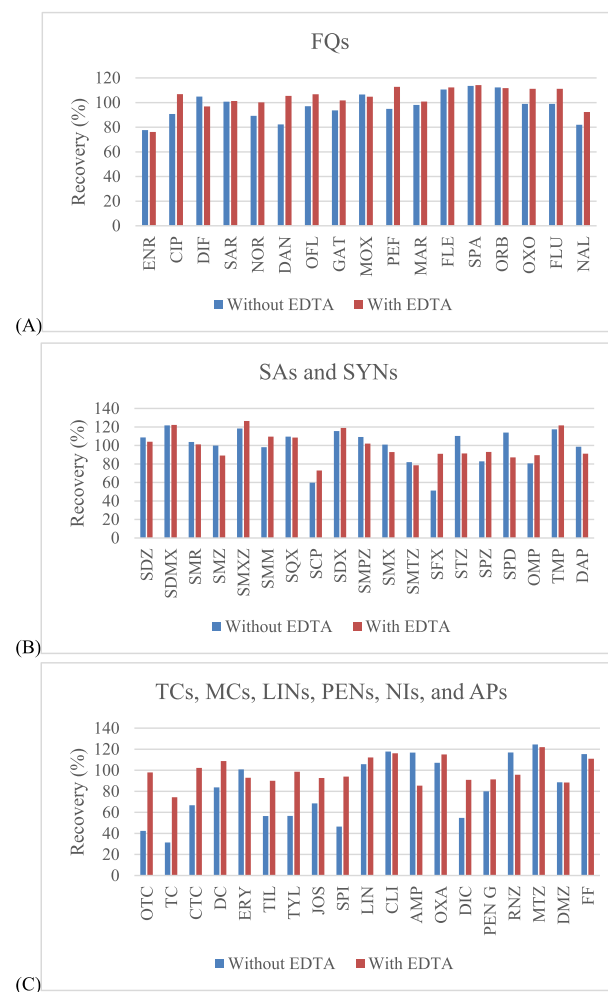 FQs
Recovery (%)
120
100
80
60
40
20
0
ENR CIP DIF SAR NOR DAN OFL GAT MOX PEF MAR FLE SPA ORB OXO FLU NAL
Without EDTA With EDTA
(A)
SAs and SYNs
Recovery (%)
140
120
100
80
60
40
20
0
SDZ SDMX SMR SMZ SMXZ SMM SQX SCP SDX SMPZ SMX SMTZ SFX STZ SPZ SPD OMP TMP DAP
Without EDTA With EDTA
(B)
TCs, MCs, LINs, PENs, NIs, and APs
Recovery (%)
140
120
100
80
60
40
20
0
OTC TC CTC DC ERY TIL TYL JOS SPI LIN CLI AMP OXA DIC PEN G RNZ MTZ DMZ FF
Without EDTA With EDTA
(C)